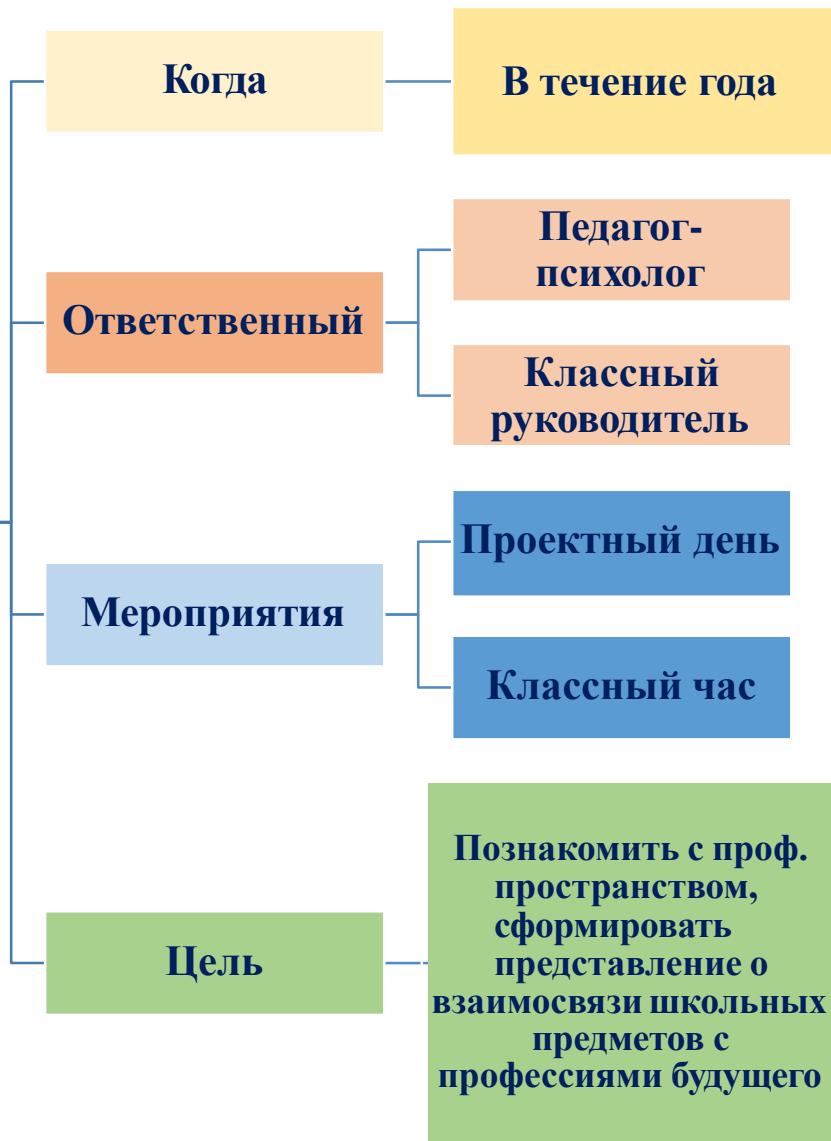 Когда
В течение года
Ответственный
Педагог-
психолог
Классный
руководитель
Мероприятия
Проектный день
Классный час
Цель
Познакомить с проф.
пространством,
сформировать
представление о
взаимосвязи школьных
предметов с
профессиями будущего